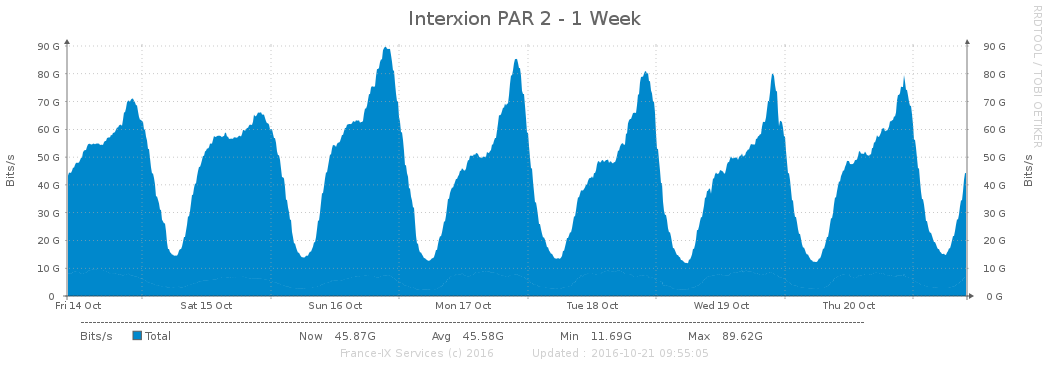 Interxion PAR 2 - 1 Week
RRDTOOL / TOBI OETIKER
Bits/s
90 G
80 G
70 G
60 G
50 G
40 G
30 G
20 G
10 G
0
90 G
80 G
70 G
60 G
50 G
40 G
30 G
20 G
10 G
0 G
Bits/s
Fri 14 Oct Sat 15 Oct Sun 16 Oct Mon 17 Oct Tue 18 Oct Wed 19 Oct Thu 20 Oct
Bits/s Total Now 45.87G Avg 45.58G Min 11.69G Max 89.62G
France-IX Services (c) 2016 Updated : 2016-10-21 09:55:05